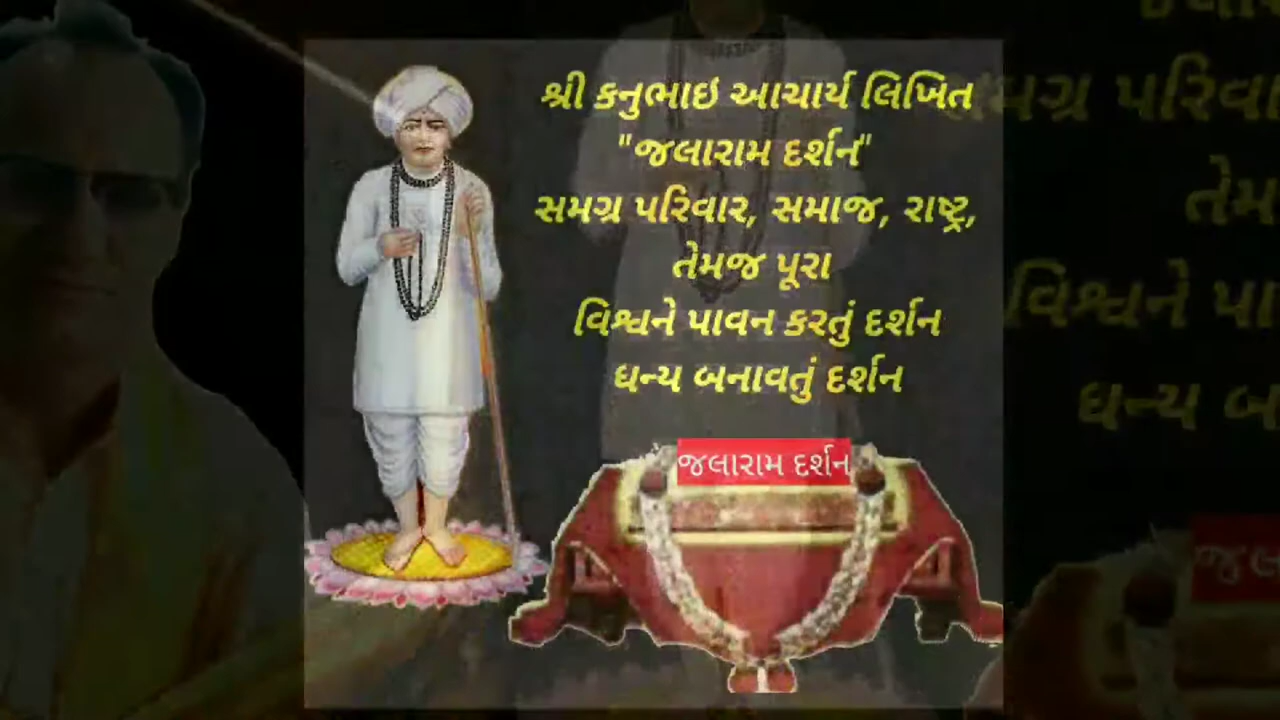 શ્રી કનુભાઇ આચાર્ય લિખિત
"જલારામ દર્શન"
સમગ્ર પરિવાર, સમાજ, રાષ્ટ્ર,
તેમજ પૂરા
વિશ્વને પાવન કરતું દર્શન
ધન્ય બનાવતું દર્શન
જલારામ દર્શન